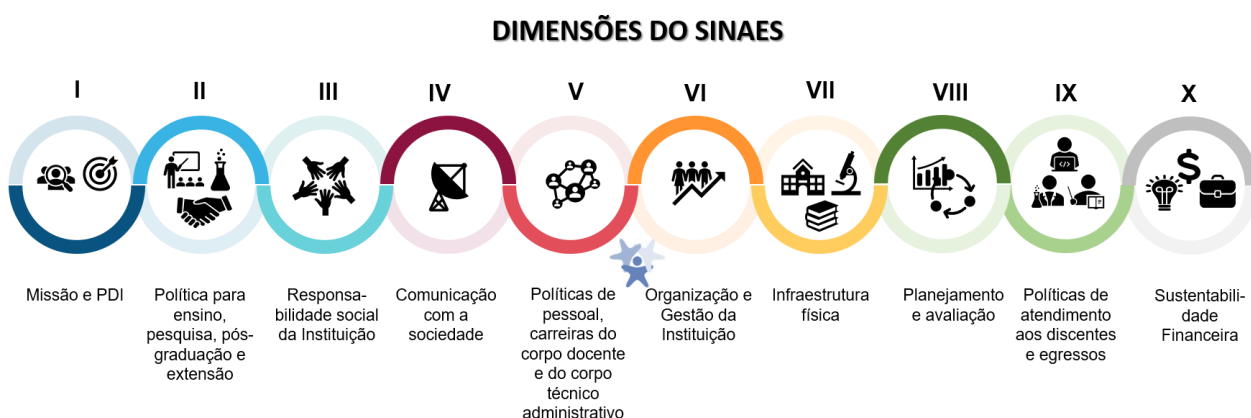 DIMENSÕES DO SINAES
I
II
III
IV
V
VI
VII
VIII
IX
X
Missão e PDI
Política para
ensino,
pesquisa, pós-
graduação e
extensão
Responsa-
bilidade social
da Instituição
Comunicação
com a
sociedade
Políticas de
pessoal,
carreiras do
corpo docente
e do corpo
técnico
administrativo
Organização e
Gestão da
Instituição
Infraestrutura
física
Planejamento
e avaliação
Políticas de
atendimento
aos discentes
e egressos
Sustentabili-
dade
Financeira